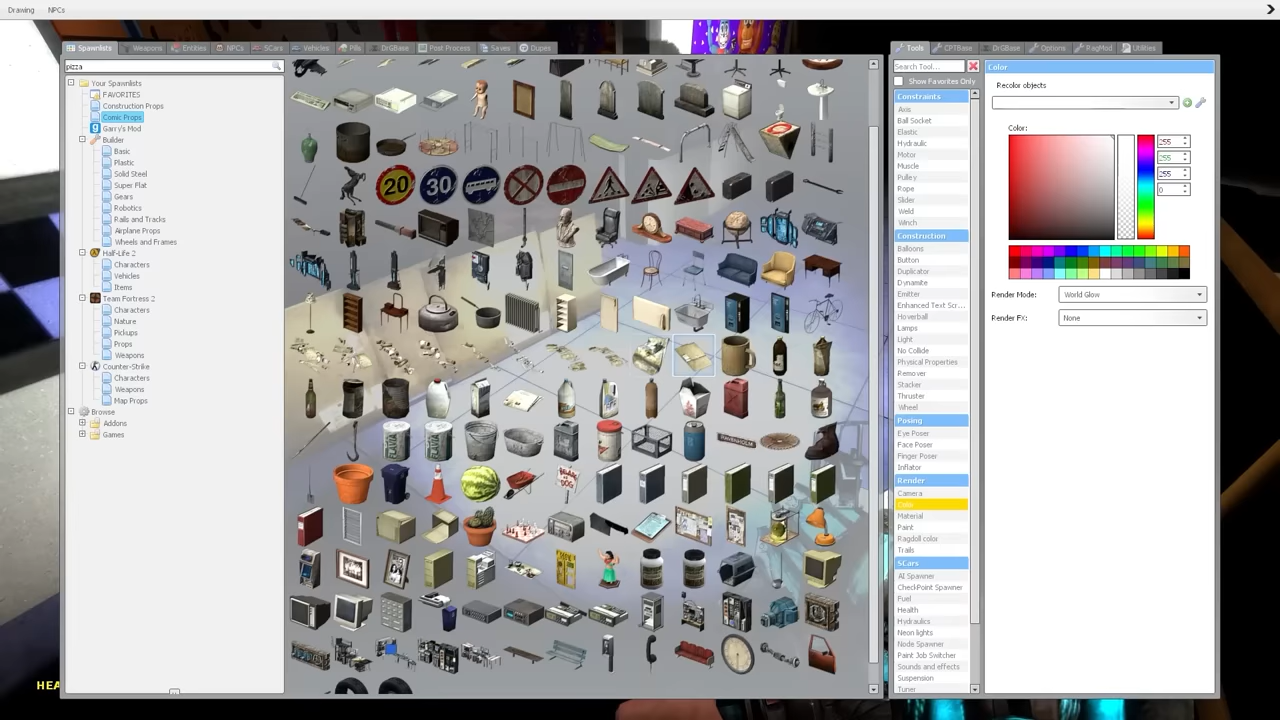 Drawing NPCs
Spawnlists Weapons Entities NPCs SCars Vehicles Pills DrGBase Post Process Saves Dupes
pizza
Your Spawnlists
FAVORITES
Construction Props
Comic Props
Garry's Mod
Builder
Basic
Plastic
Solid Steel
Super Flat
Gears
Robotics
Rails and Tracks
Airplane Props
Wheels and Frames
Half-Life 2
Characters
Vehicles
Items
Team Fortress 2
Characters
Nature
Pickups
Props
Weapons
Counter-Strike
Characters
Weapons
Map Props
Browse
Addons
Games
20
30
RAVENHOLM
HEA
Tools CPTBase DrGBase Options PagMod Utilities
Search Tool...
Show Favorites Only
Constraints
Axis
Ball Socket
Elastic
Hydraulic
Motor
Muscle
Pulley
Rope
Slider
Weld
Winch
Construction
Balloons
Button
Duplicator
Dynamite
Emitter
Enhanced Text Scr...
Hoverball
Lamps
Light
No Collide
Physical Properties
Remover
Stacker
Thruster
Wheel
Posing
Eye Poser
Face Poser
Finger Poser
Inflator
Render
Camera
Color
Material
Paint
Ragdoll color
Trails
SCars
AI Spawner
CheckPoint Spawner
Fuel
Health
Hydraulics
Neon lights
Node Spawner
Paint Job Switcher
Sounds and effects
Suspension
Tuner
Color
Recolor objects
Color:
255
255
255
0
Render Mode: World Glow
Render FX: None